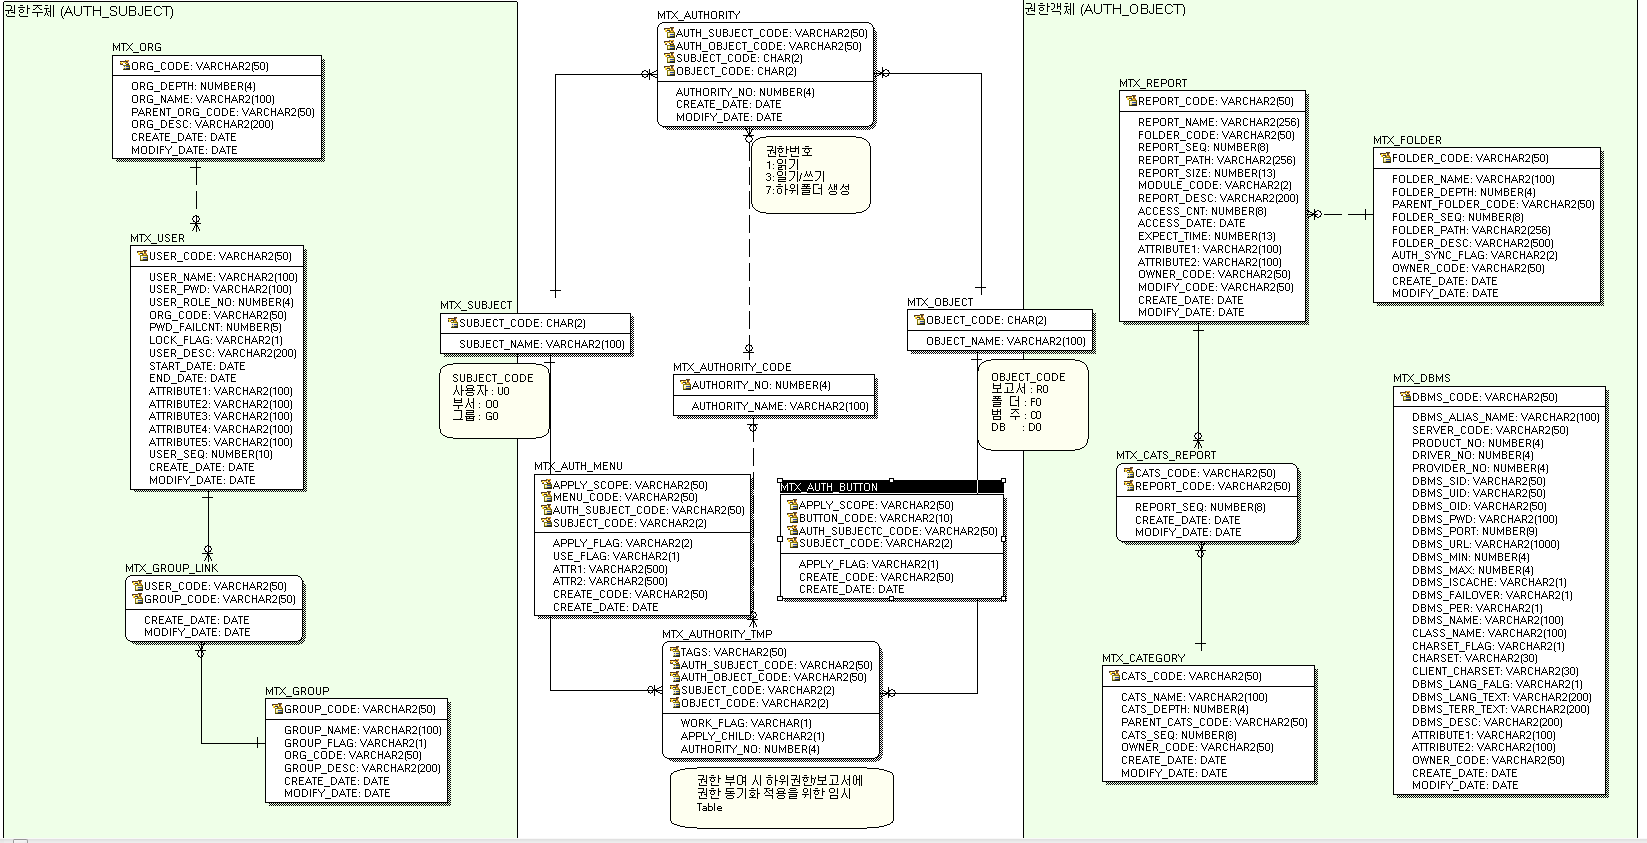 권한주체 (AUTH_SUBJECT)
MTX_ORG
ORG_CODE: VARCHAR2(50)
ORG_DEPTH: NUMBER(4)
ORG_NAME: VARCHAR2(100)
PARENT_ORG_CODE: VARCHAR2(50)
ORG_DESC: VARCHAR2(200)
CREATE_DATE: DATE
MODIFY_DATE: DATE
MTX_USER
USER_CODE: VARCHAR2(50)
USER_NAME: VARCHAR2(100)
USER_PWD: VARCHAR2(100)
USER_ROLE_NO: NUMBER(4)
ORG_CODE: VARCHAR2(50)
PWD_FAILCNT: NUMBER(5)
LOCK_FLAG: VARCHAR2(1)
USER_DESC: VARCHAR2(200)
START_DATE: DATE
END_DATE: DATE
ATTRIBUTE1: VARCHAR2(100)
ATTRIBUTE2: VARCHAR2(100)
ATTRIBUTE3: VARCHAR2(100)
ATTRIBUTE4: VARCHAR2(100)
ATTRIBUTE5: VARCHAR2(100)
USER_SEQ: NUMBER(10)
CREATE_DATE: DATE
MODIFY_DATE: DATE
MTX_GROUP_LINK
USER_CODE: VARCHAR2(50)
GROUP_CODE: VARCHAR2(50)
CREATE_DATE: DATE
MODIFY_DATE: DATE
MTX_GROUP
GROUP_CODE: VARCHAR2(50)
GROUP_NAME: VARCHAR2(100)
GROUP_FLAG: VARCHAR2(1)
ORG_CODE: VARCHAR2(50)
GROUP_DESC: VARCHAR2(200)
CREATE_DATE: DATE
MODIFY_DATE: DATE
MTX_AUTHORITY
AUTH_SUBJECT_CODE: VARCHAR2(50)
AUTH_OBJECT_CODE: VARCHAR2(50)
SUBJECT_CODE: CHAR(2)
OBJECT_CODE: CHAR(2)
AUTHORITY_NO: NUMBER(4)
CREATE_DATE: DATE
MODIFY_DATE: DATE
권한번호
1:읽기
3:읽기/쓰기
7:하위폴더 생성
MTX_SUBJECT
SUBJECT_CODE: CHAR(2)
SUBJECT_NAME: VARCHAR2(100)
SUBJECT_CODE
사용자 : U0
부서 : O0
그룹 : G0
MTX_OBJECT
OBJECT_CODE: CHAR(2)
OBJECT_NAME: VARCHAR2(100)
OBJECT_CODE
보고서 : R0
폴 더 : F0
범 주 : C0
DB : D0
MTX_AUTHORITY_CODE
AUTHORITY_NO: NUMBER(4)
AUTHORITY_NAME: VARCHAR2(100)
MTX_AUTH_MENU
APPLY_SCOPE: VARCHAR2(50)
MENU_CODE: VARCHAR2(50)
AUTH_SUBJECT_CODE: VARCHAR2(50)
SUBJECT_CODE: VARCHAR2(2)
APPLY_FLAG: VARCHAR2(2)
USE_FLAG: VARCHAR2(1)
ATTR1: VARCHAR2(500)
ATTR2: VARCHAR2(500)
CREATE_CODE: VARCHAR2(50)
CREATE_DATE: DATE
MTX_AUTH_BUTTON
APPLY_SCOPE: VARCHAR2(50)
BUTTON_CODE: VARCHAR2(10)
AUTH_SUBJECTC_CODE: VARCHAR2(50)
SUBJECT_CODE: VARCHAR2(2)
APPLY_FLAG: VARCHAR2(1)
CREATE_CODE: VARCHAR2(50)
CREATE_DATE: DATE
MTX_AUTHORITY_TMP
TAGS: VARCHAR2(50)
AUTH_SUBJECT_CODE: VARCHAR2(50)
AUTH_OBJECT_CODE: VARCHAR2(50)
SUBJECT_CODE: VARCHAR2(2)
OBJECT_CODE: VARCHAR2(2)
WORK_FLAG: VARCHAR(1)
APPLY_CHILD: VARCHAR2(1)
AUTHORITY_NO: NUMBER(4)
권한 부여 시 하위권한/보고서에
권한 동기화 적용을 위한 임시
Table
권한객체 (AUTH_OBJECT)
MTX_REPORT
REPORT_CODE: VARCHAR2(50)
REPORT_NAME: VARCHAR2(256)
FOLDER_CODE: VARCHAR2(50)
REPORT_SEQ: NUMBER(8)
REPORT_PATH: VARCHAR2(256)
REPORT_SIZE: NUMBER(13)
MODULE_CODE: VARCHAR2(2)
REPORT_DESC: VARCHAR2(200)
ACCESS_CNT: NUMBER(8)
ACCESS_DATE: DATE
EXPECT_TIME: NUMBER(13)
ATTRIBUTE1: VARCHAR2(100)
ATTRIBUTE2: VARCHAR2(100)
OWNER_CODE: VARCHAR2(50)
MODIFY_CODE: VARCHAR2(50)
CREATE_DATE: DATE
MODIFY_DATE: DATE
MTX_FOLDER
FOLDER_CODE: VARCHAR2(50)
FOLDER_NAME: VARCHAR2(100)
FOLDER_DEPTH: NUMBER(4)
PARENT_FOLDER_CODE: VARCHAR2(50)
FOLDER_SEQ: NUMBER(8)
FOLDER_PATH: VARCHAR2(256)
FOLDER_DESC: VARCHAR2(500)
AUTH_SYNC_FLAG: VARCHAR2(2)
OWNER_CODE: VARCHAR2(50)
CREATE_DATE: DATE
MODIFY_DATE: DATE
MTX_CATS_REPORT
CATS_CODE: VARCHAR2(50)
REPORT_CODE: VARCHAR2(50)
REPORT_SEQ: NUMBER(8)
CREATE_DATE: DATE
MODIFY_DATE: DATE
MTX_CATEGORY
CATS_CODE: VARCHAR2(50)
CATS_NAME: VARCHAR2(100)
CATS_DEPTH: NUMBER(4)
PARENT_CATS_CODE: VARCHAR2(50)
CATS_SEQ: NUMBER(8)
OWNER_CODE: VARCHAR2(50)
CREATE_DATE: DATE
MODIFY_DATE: DATE
MTX_DBMS
DBMS_CODE: VARCHAR2(50)
DBMS_ALIAS_NAME: VARCHAR2(100)
SERVER_CODE: VARCHAR2(50)
PRODUCT_NO: NUMBER(4)
DRIVER_NO: NUMBER(4)
PROVIDER_NO: NUMBER(4)
DBMS_SID: VARCHAR2(50)
DBMS_UID: VARCHAR2(50)
DBMS_OID: VARCHAR2(50)
DBMS_PWD: VARCHAR2(100)
DBMS_PORT: NUMBER(9)
DBMS_URL: VARCHAR2(1000)
DBMS_MIN: NUMBER(4)
DBMS_MAX: NUMBER(4)
DBMS_ISCACHE: VARCHAR2(1)
DBMS_FAILOVER: VARCHAR2(1)
DBMS_PER: VARCHAR2(1)
DBMS_NAME: VARCHAR2(100)
CLASS_NAME: VARCHAR2(100)
CHARSET_FLAG: VARCHAR2(1)
CHARSET: VARCHAR2(30)
CLIENT_CHARSET: VARCHAR2(30)
DBMS_LANG_FALG: VARCHAR2(1)
DBMS_LANG_TEXT: VARCHAR2(200)
DBMS_TERR_TEXT: VARCHAR2(200)
DBMS_DESC: VARCHAR2(200)
ATTRIBUTE1: VARCHAR2(100)
ATTRIBUTE2: VARCHAR2(100)
OWNER_CODE: VARCHAR2(50)
CREATE_DATE: DATE
MODIFY_DATE: DATE